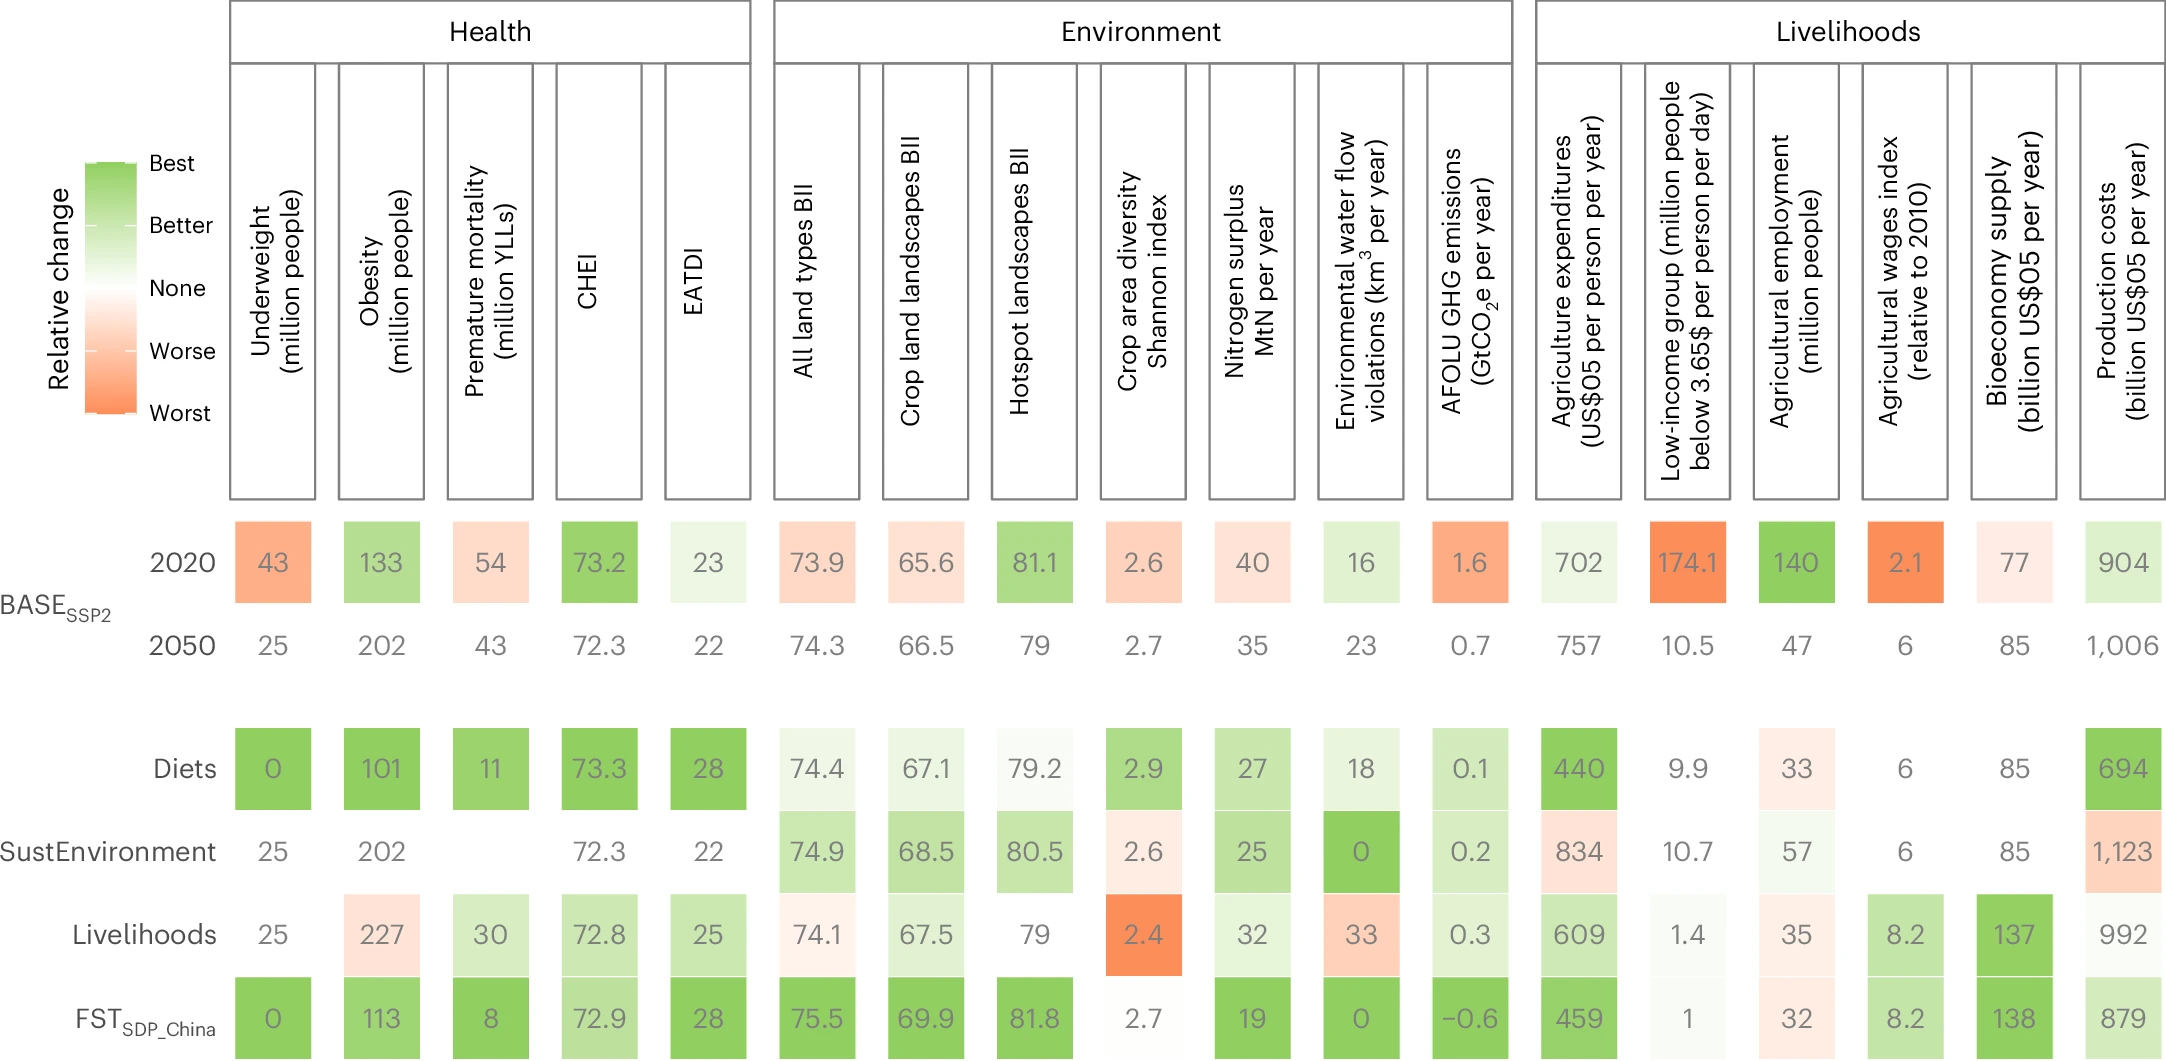 Health Environment Livelihoods
Relative change
Best
Better
None
Worse
Worst
Underweight
(million people)
Obesity
(million people)
Premature mortality
(million YLLs)
CHEI
EATDI
All land types BII
Crop land landscapes BII
Hotspot landscapes BII
Crop area diversity
Shannon index
Nitrogen surplus
MtN per year
Environmental water flow
violations (km³ per year)
AFOLU GHG emissions
(GtCO₂e per year)
Agriculture expenditures
(US$05 per person per year)
Low-income group (million people
below 3.65$ per person per day)
Agricultural employment
(million people)
Agricultural wages index
(relative to 2010)
Bioeconomy supply
(billion US$05 per year)
Production costs
(billion US$05 per year)
BASE SSP2
2020 43 133 54 73.2 23 73.9 65.6 81.1 2.6 40 16 1.6 702 174.1 140 2.1 77 904
2050 25 202 43 72.3 22 74.3 66.5 79 2.7 35 23 0.7 757 10.5 47 6 85 1,006
Diets 0 101 11 73.3 28 74.4 67.1 79.2 2.9 27 18 0.1 440 9.9 33 6 85 694
SustEnvironment 25 202 72.3 22 74.9 68.5 80.5 2.6 25 0 0.2 834 10.7 57 6 85 1,123
Livelihoods 25 227 30 72.8 25 74.1 67.5 79 2.4 32 33 0.3 609 1.4 35 8.2 137 992
FST SDP_China 0 113 8 72.9 28 75.5 69.9 81.8 2.7 19 0 −0.6 459 1 32 8.2 138 879